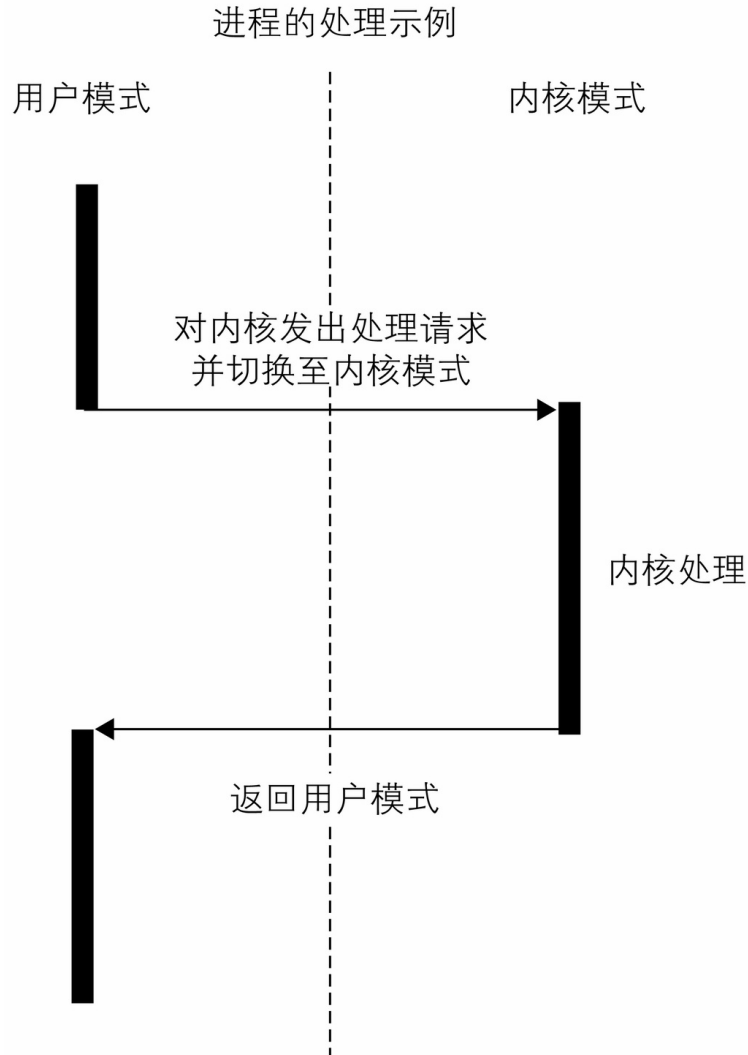 进程的处理示例
用户模式
内核模式
对内核发出处理请求
并切换至内核模式
内核处理
返回用户模式